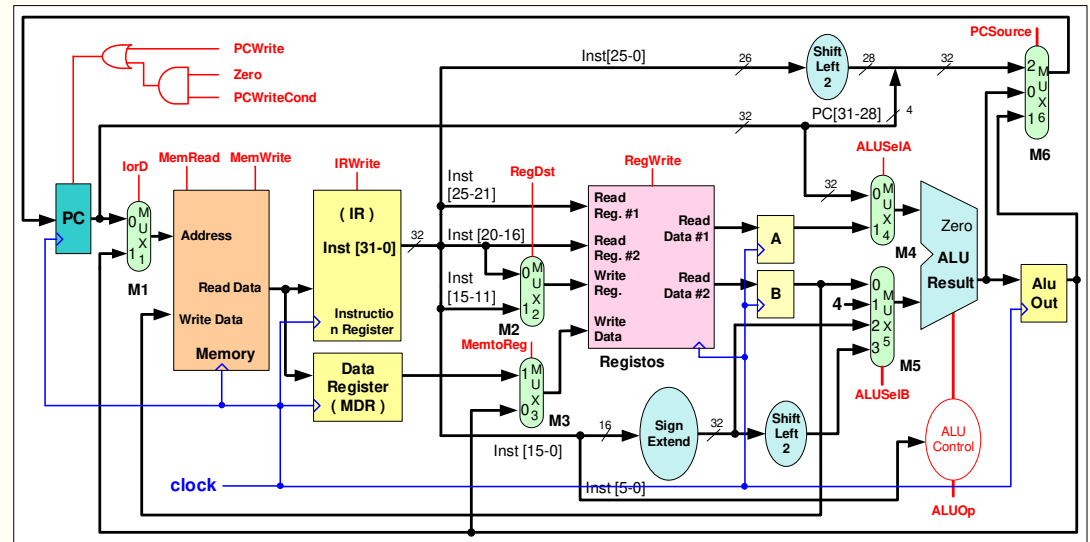 PCWrite
Zero
PCWriteCond
Inst[25-0]
26
Shift
Left
2
28
32
PCSource
2
0
1
M
U
X
6
M6
PC[31-28]
4
32
IorD
MemRead
MemWrite
IRWrite
RegDst
RegWrite
ALUSelA
PC
0
1
M
U
X
1
M1
Address
Read Data
Write Data
Memory
( IR )
Inst [31-0]
Instructio
n Register
32
Data
Register
( MDR )
Inst
[25-21]
Inst [20-16]
Inst
[15-11]
0
1
M
U
X
2
M2
MemtoReg
1
0
M
U
X
3
M3
Read
Reg. #1
Read
Reg. #2
Write
Reg.
Write
Data
Read
Data #1
Read
Data #2
Registos
A
B
32
0
1
M
U
X
4
M4
4
0
1
2
3
M
U
X
5
M5
ALUSelB
Zero
ALU
Result
Alu
Out
Inst [15-0]
16
Sign
Extend
32
Shift
Left
2
ALU
Control
ALUOp
clock
Inst [5-0]